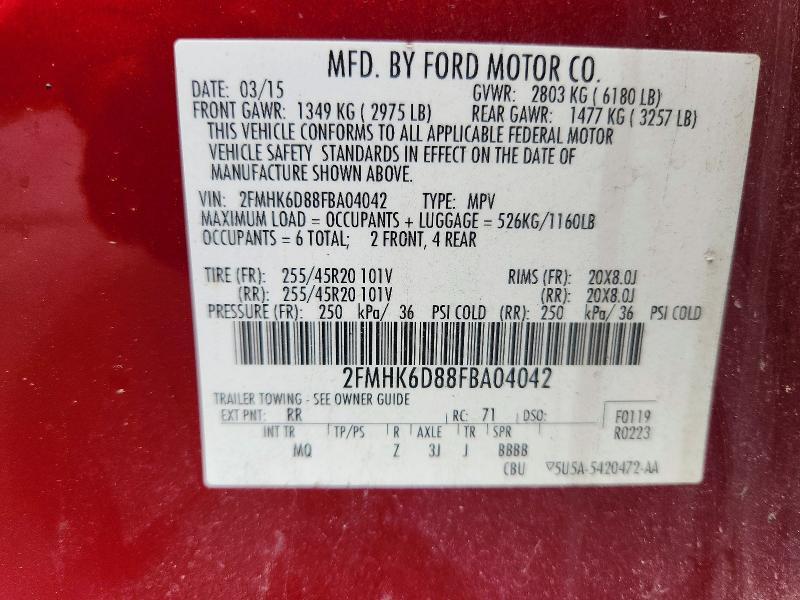 MFD. BY FORD MOTOR CO.
DATE: 03/15 GVWR: 2803 KG ( 6180 LB)
FRONT GAWR: 1349 KG ( 2975 LB) REAR GAWR: 1477 KG ( 3257 LB)
THIS VEHICLE CONFORMS TO ALL APPLICABLE FEDERAL MOTOR
VEHICLE SAFETY STANDARDS IN EFFECT ON THE DATE OF
MANUFACTURE SHOWN ABOVE.
VIN: 2FMHK6D88FBA04042 TYPE: MPV
MAXIMUM LOAD = OCCUPANTS + LUGGAGE = 526KG/1160LB
OCCUPANTS = 6 TOTAL; 2 FRONT, 4 REAR
TIRE (FR): 255/45R20 101V RIMS (FR): 20X8.0J
(RR): 255/45R20 101V (RR): 20X8.0J
PRESSURE (FR): 250 kPa/ 36 PSI COLD (RR): 250 kPa/ 36 PSI COLD
2FMHK6D88FBA04042
TRAILER TOWING - SEE OWNER GUIDE
EXT PNT: RR RC: 71 DSO: F0119
INT TR TP/PS R AXLE TR SPR R0223
MQ Z 3J J BBBB
CBU 5U5A-5420472-AA